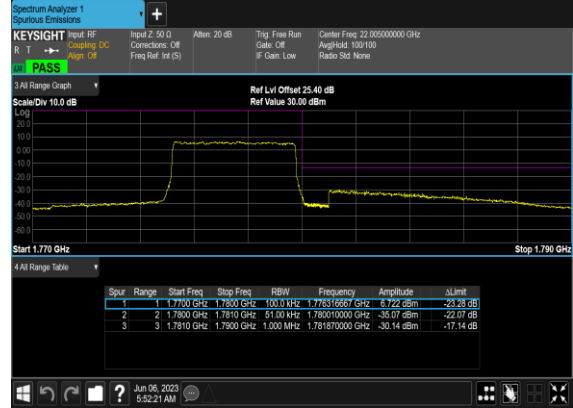 Spectrum Analyzer 1
Spurious Emissions
+
KEYSIGHT Input: RF Input Z: 50 Ω Atten: 20 dB Trig: Free Run Center Freq: 22.005000000 GHz
R T Coupling: DC Corrections: Off Gate: Off Avg|Hold: 100/100
Align: Off Freq Ref: Int (S) IF Gain: Low Radio Std: None
LU PASS
3 All Range Graph
Ref Lvl Offset 25.40 dB
Scale/Div 10.0 dB Ref Value 30.00 dBm
Log
20.0
10.0
0.00
-10.0
-20.0
-30.0
-40.0
-50.0
-60.0
Start 1.770 GHz Stop 1.790 GHz
4 All Range Table
Spur Range Start Freq Stop Freq RBW Frequency Amplitude ΔLimit
1 1 1.7700 GHz 1.7800 GHz 100.0 kHz 1.776316667 GHz 6.722 dBm -23.28 dB
2 2 1.7800 GHz 1.7810 GHz 51.00 kHz 1.780010000 GHz -35.07 dBm -22.07 dB
3 3 1.7810 GHz 1.7900 GHz 1.000 MHz 1.781870000 GHz -30.14 dBm -17.14 dB
? Jun 06, 2023
5:52:21 AM